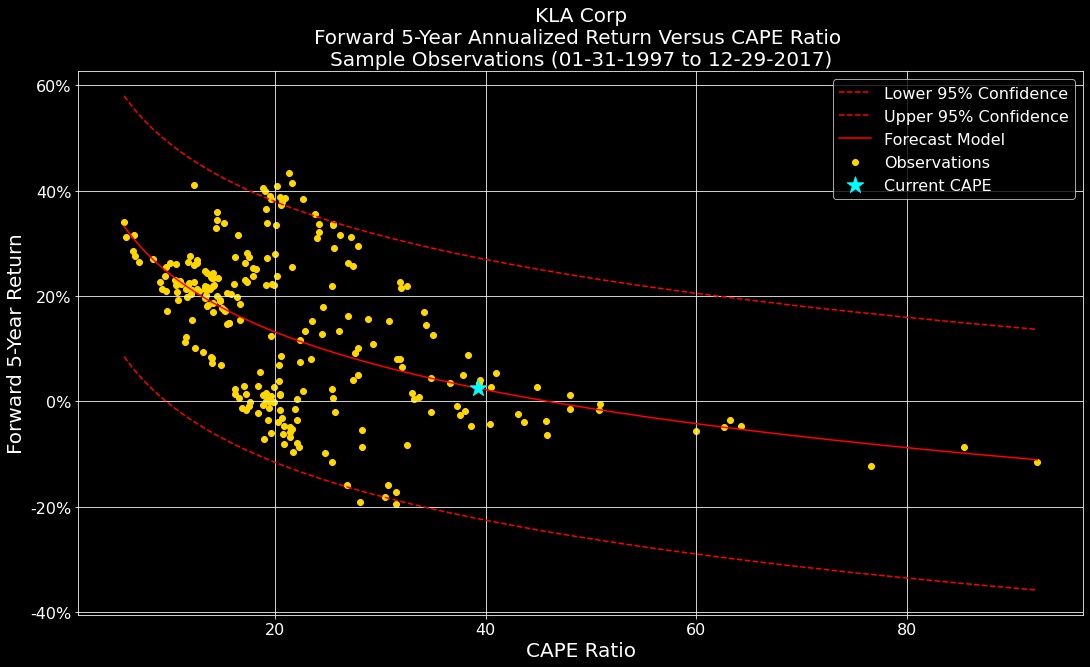 KLA Corp
Forward 5-Year Annualized Return Versus CAPE Ratio
Sample Observations (01-31-1997 to 12-29-2017)
Lower 95% Confidence
Upper 95% Confidence
Forecast Model
Observations
Current CAPE
Forward 5-Year Return
60%
40%
20%
0%
-20%
-40%
20
40
60
80
CAPE Ratio